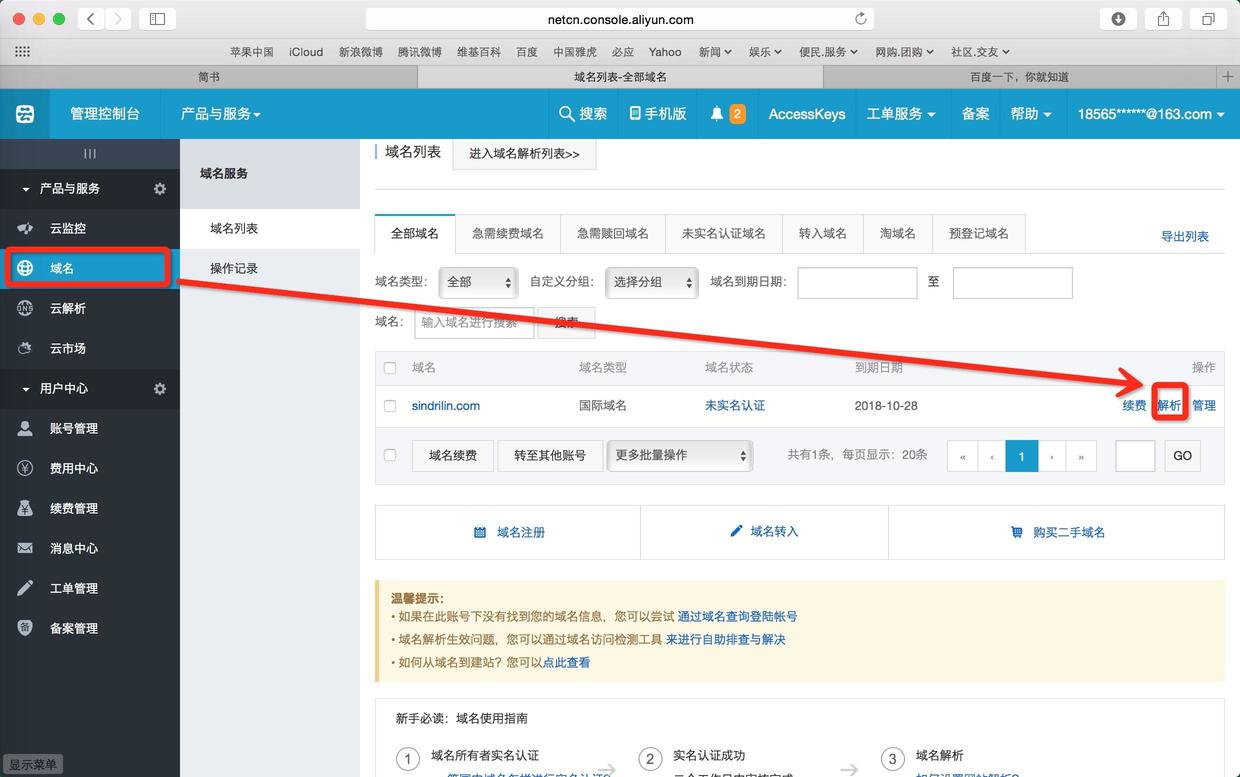 netcn.console.aliyun.com
苹果中国 iCloud 新浪微博 腾讯微博 维基百科 百度 中国雅虎 必应 Yahoo 新闻 娱乐 便民.服务 网购.团购 社区.交友
简书 域名列表-全部域名 百度一下，你就知道
管理控制台 产品与服务 搜索 手机版 2 AccessKeys 工单服务 备案 帮助 18565******@163.com
产品与服务
云监控
域名
DNS 云解析
云市场
用户中心
账号管理
费用中心
续费管理
消息中心
工单管理
备 备案管理
显示菜单
域名服务
域名列表
操作记录
域名列表 进入域名解析列表>>
全部域名 急需续费域名 急需赎回域名 未实名认证域名 转入域名 淘域名 预登记域名 导出列表
域名类型: 全部 自定义分组: 选择分组 域名到期日期: 至
域名: 输入域名进行搜索 搜索
域名 域名类型 域名状态 到期日期 操作
sindrilin.com 国际域名 未实名认证 2018-10-28 续费 解析 管理
域名续费 转至其他账号 更多批量操作 共有1条，每页显示：20条 « ‹ 1 › » GO
域名注册 域名转入 购买二手域名
温馨提示：
• 如果在此账号下没有找到您的域名信息，您可以尝试 通过域名查询登陆帐号
• 域名解析生效问题，您可以通过域名访问检测工具 来进行自助排查与解决
• 如何从域名到建站？您可以点此查看
新手必读：域名使用指南
1 域名所有者实名认证 2 实名认证成功 3 域名解析